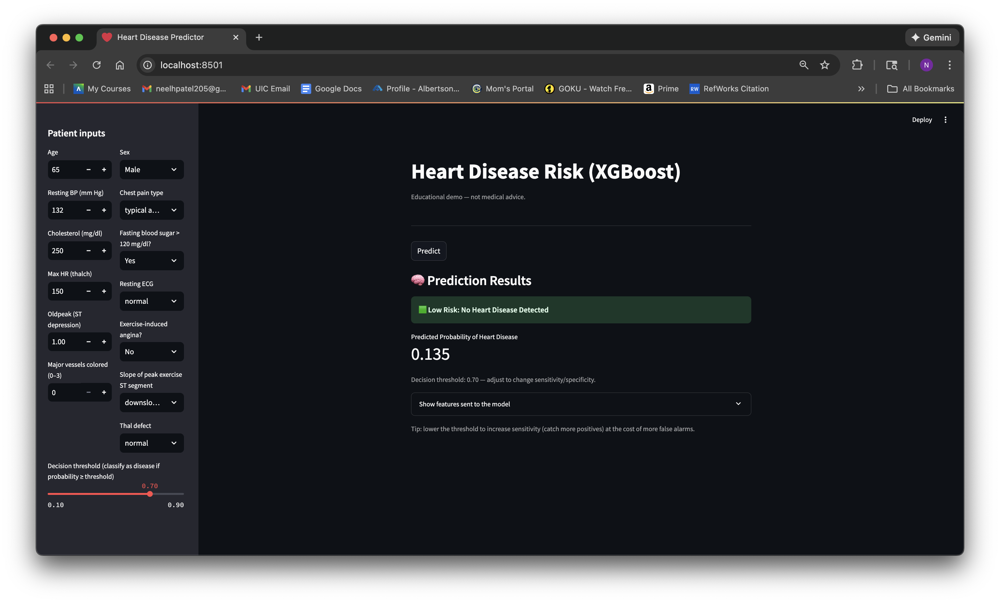 Heart Disease Predictor
Gemini
localhost:8501
N
My Courses
neelhpatel205@g...
UIC Email
Google Docs
Profile - Albertson...
Mom's Portal
GOKU - Watch Fre...
Prime
RW
RefWorks Citation
All Bookmarks
Deploy
Patient inputs
Age
65
Sex
Male
Resting BP (mm Hg)
132
Chest pain type
typical a...
Cholesterol (mg/dl)
250
Fasting blood sugar >
120 mg/dl?
Yes
Max HR (thalch)
150
Resting ECG
normal
Oldpeak (ST
depression)
1.00
Exercise-induced
angina?
No
Major vessels colored
(0–3)
0
Slope of peak exercise
ST segment
downslo...
Thal defect
normal
Decision threshold (classify as disease if
probability ≥ threshold)
0.70
0.10
0.90
Heart Disease Risk (XGBoost)
Educational demo — not medical advice.
Predict
🧠 Prediction Results
🟩 Low Risk: No Heart Disease Detected
Predicted Probability of Heart Disease
0.135
Decision threshold: 0.70 — adjust to change sensitivity/specificity.
Show features sent to the model
Tip: lower the threshold to increase sensitivity (catch more positives) at the cost of more false alarms.